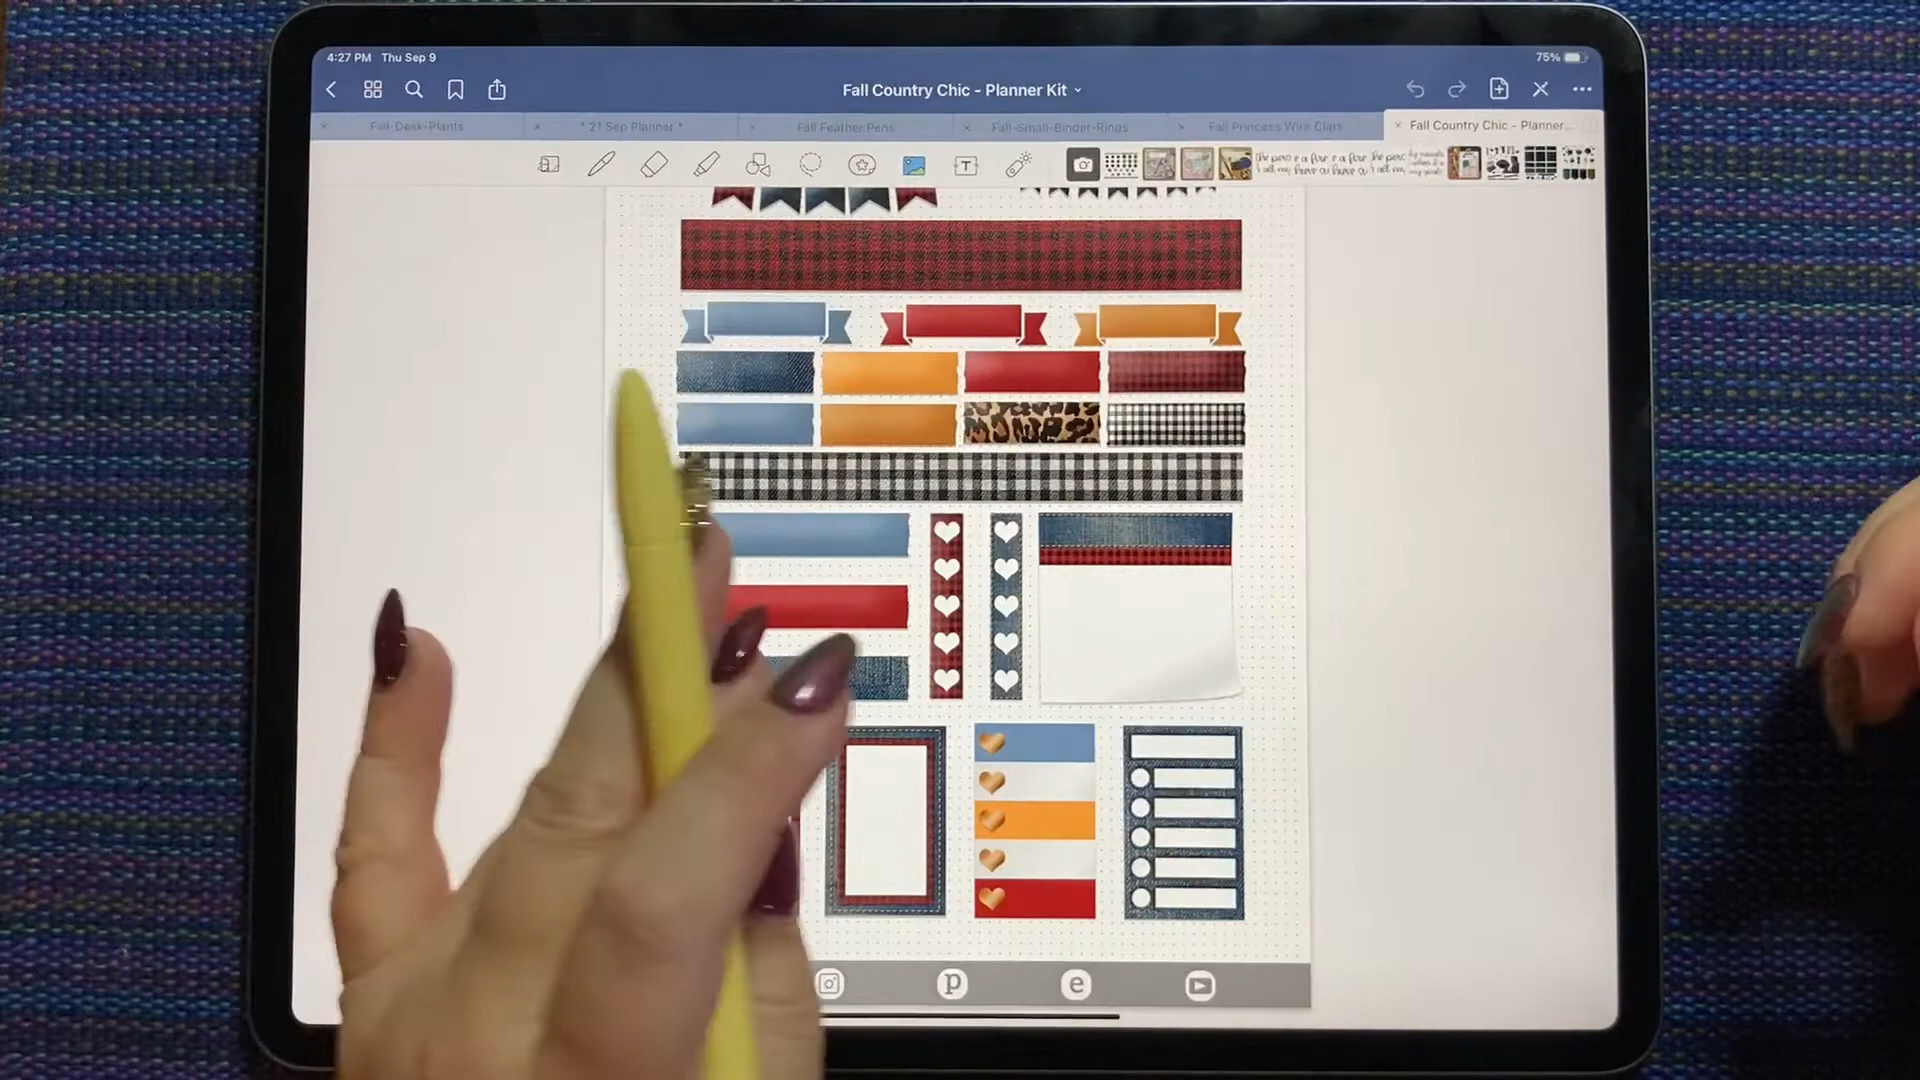 4:27 PM Thu Sep 9
75%
Fall Country Chic - Planner Kit
Fall-Desk-Plants
* 21 Sep Planner *
Fall Feather Pens
Fall-Small-Binder-Rings
Fall Princess Wire Clips
Fall Country Chic - Planner...
T
p
e